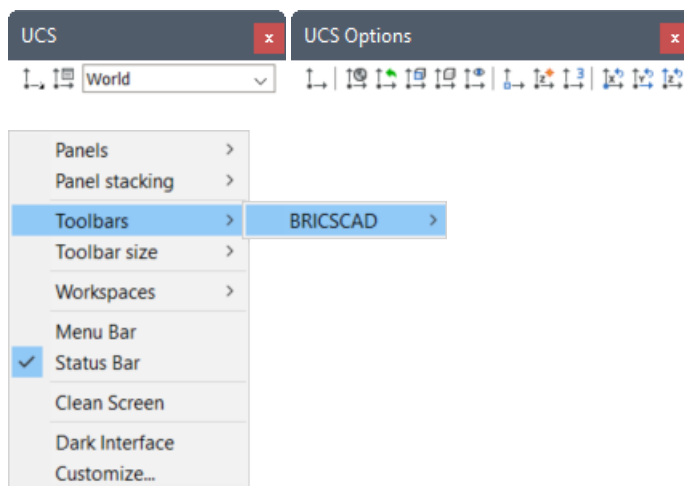 UCS
UCS Options
World
Panels
Panel stacking
Toolbars
BRICSCAD
Toolbar size
Workspaces
Menu Bar
Status Bar
Clean Screen
Dark Interface
Customize...